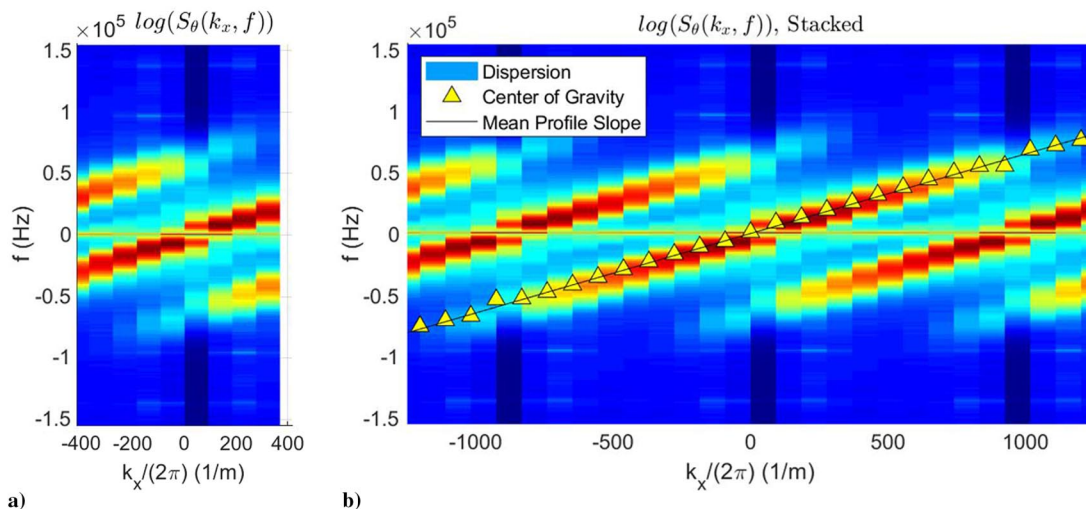 ×10⁵ log(S_θ(k_x, f))
1.5
1
0.5
0
-0.5
-1
-1.5
f (Hz)
-400 -200 0 200 400
k_x/(2π) (1/m)
a)
log(S_θ(k_x, f)), Stacked
1.5
1
0.5
0
-0.5
-1
-1.5
f (Hz)
Dispersion
Center of Gravity
Mean Profile Slope
-1000 -500 0 500 1000
k_x/(2π) (1/m)
b)
×10⁵